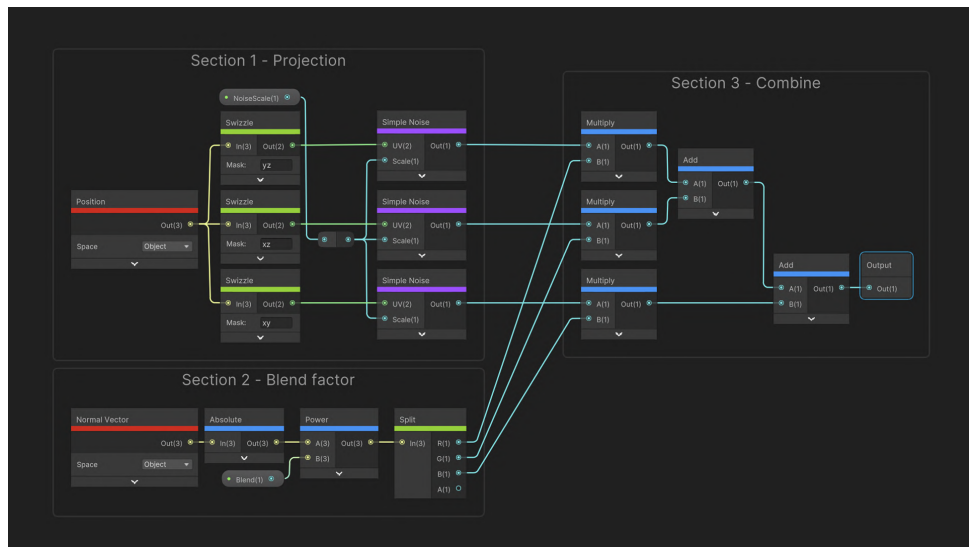 Section 1 - Projection
NoiseScale(1)
Swizzle
In(3) Out(2)
Mask: yz
Simple Noise
UV(2) Out(1)
Scale(1)
Position
Out(3)
Space Object
Swizzle
In(3) Out(2)
Mask: xz
Simple Noise
UV(2) Out(1)
Scale(1)
Swizzle
In(3) Out(2)
Mask: xy
Simple Noise
UV(2) Out(1)
Scale(1)
Section 2 - Blend factor
Normal Vector
Out(3)
Space Object
Absolute
In(3) Out(3)
Power
A(3) Out(3)
B(3)
Blend(1)
Split
In(3) R(1)
G(1)
B(1)
A(1)
Section 3 - Combine
Multiply
A(1) Out(1)
B(1)
Multiply
A(1) Out(1)
B(1)
Multiply
A(1) Out(1)
B(1)
Add
A(1) Out(1)
B(1)
Add
A(1) Out(1)
B(1)
Output
Out(1)